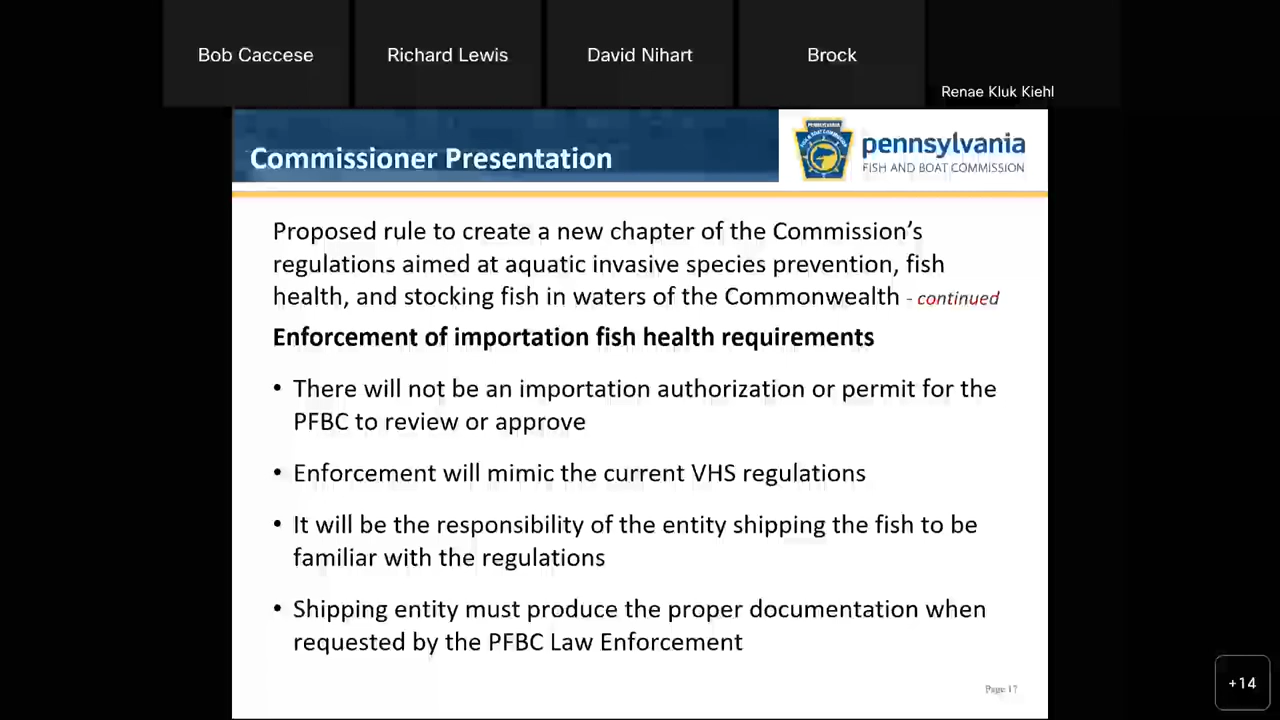 Bob Caccese
Richard Lewis
David Nihart
Brock
Renae Kluk Kiehl
Commissioner Presentation
pennsylvania
FISH AND BOAT COMMISSION
Proposed rule to create a new chapter of the Commission's
regulations aimed at aquatic invasive species prevention, fish
health, and stocking fish in waters of the Commonwealth - continued
Enforcement of importation fish health requirements
• There will not be an importation authorization or permit for the
PFBC to review or approve
• Enforcement will mimic the current VHS regulations
• It will be the responsibility of the entity shipping the fish to be
familiar with the regulations
• Shipping entity must produce the proper documentation when
requested by the PFBC Law Enforcement
Page 17
+14